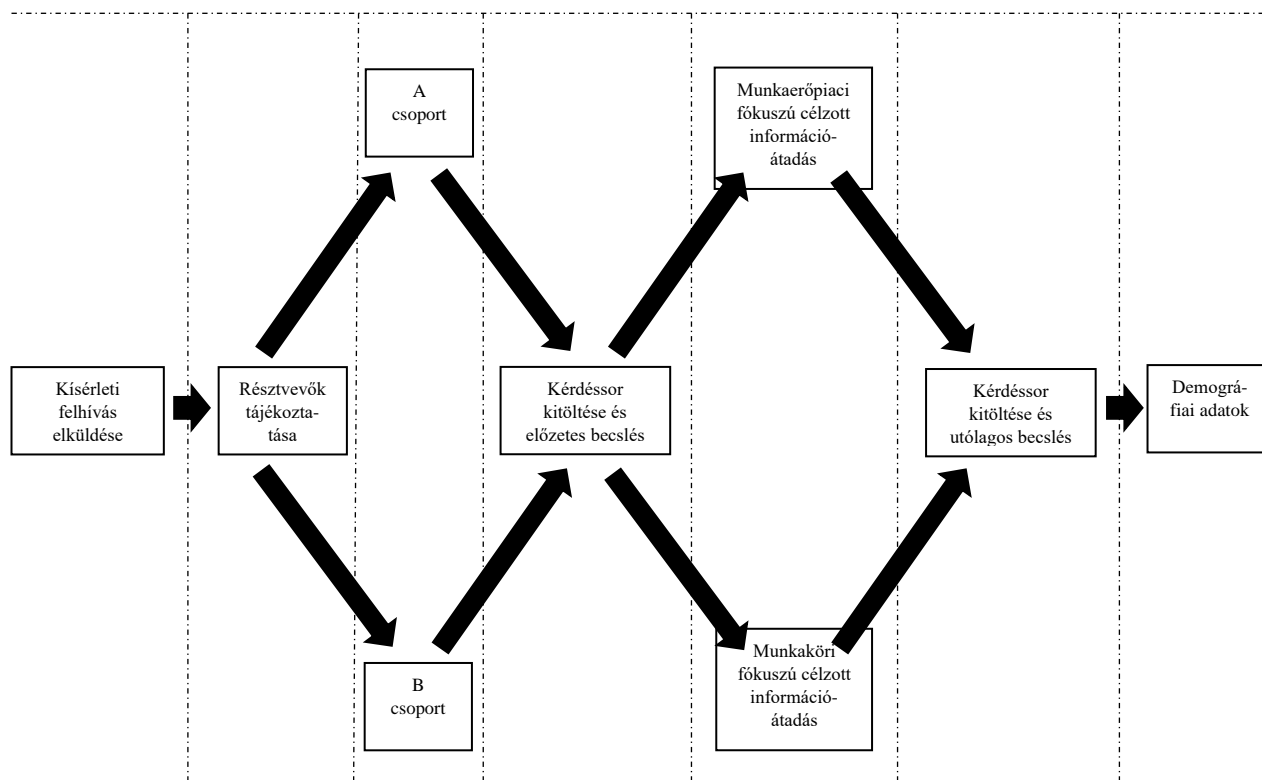 Kísérleti
felhívás
elküldése
Résztvevők
tájékozta-
tása
A
csoport
B
csoport
Kérdéssor
kitöltése és
előzetes becslés
Munkaerőpiaci
fókuszú célzott
információ-
átadás
Munkaköri
fókuszú célzott
információ-
átadás
Kérdéssor
kitöltése és
utólagos becslés
Demográ-
fiai adatok